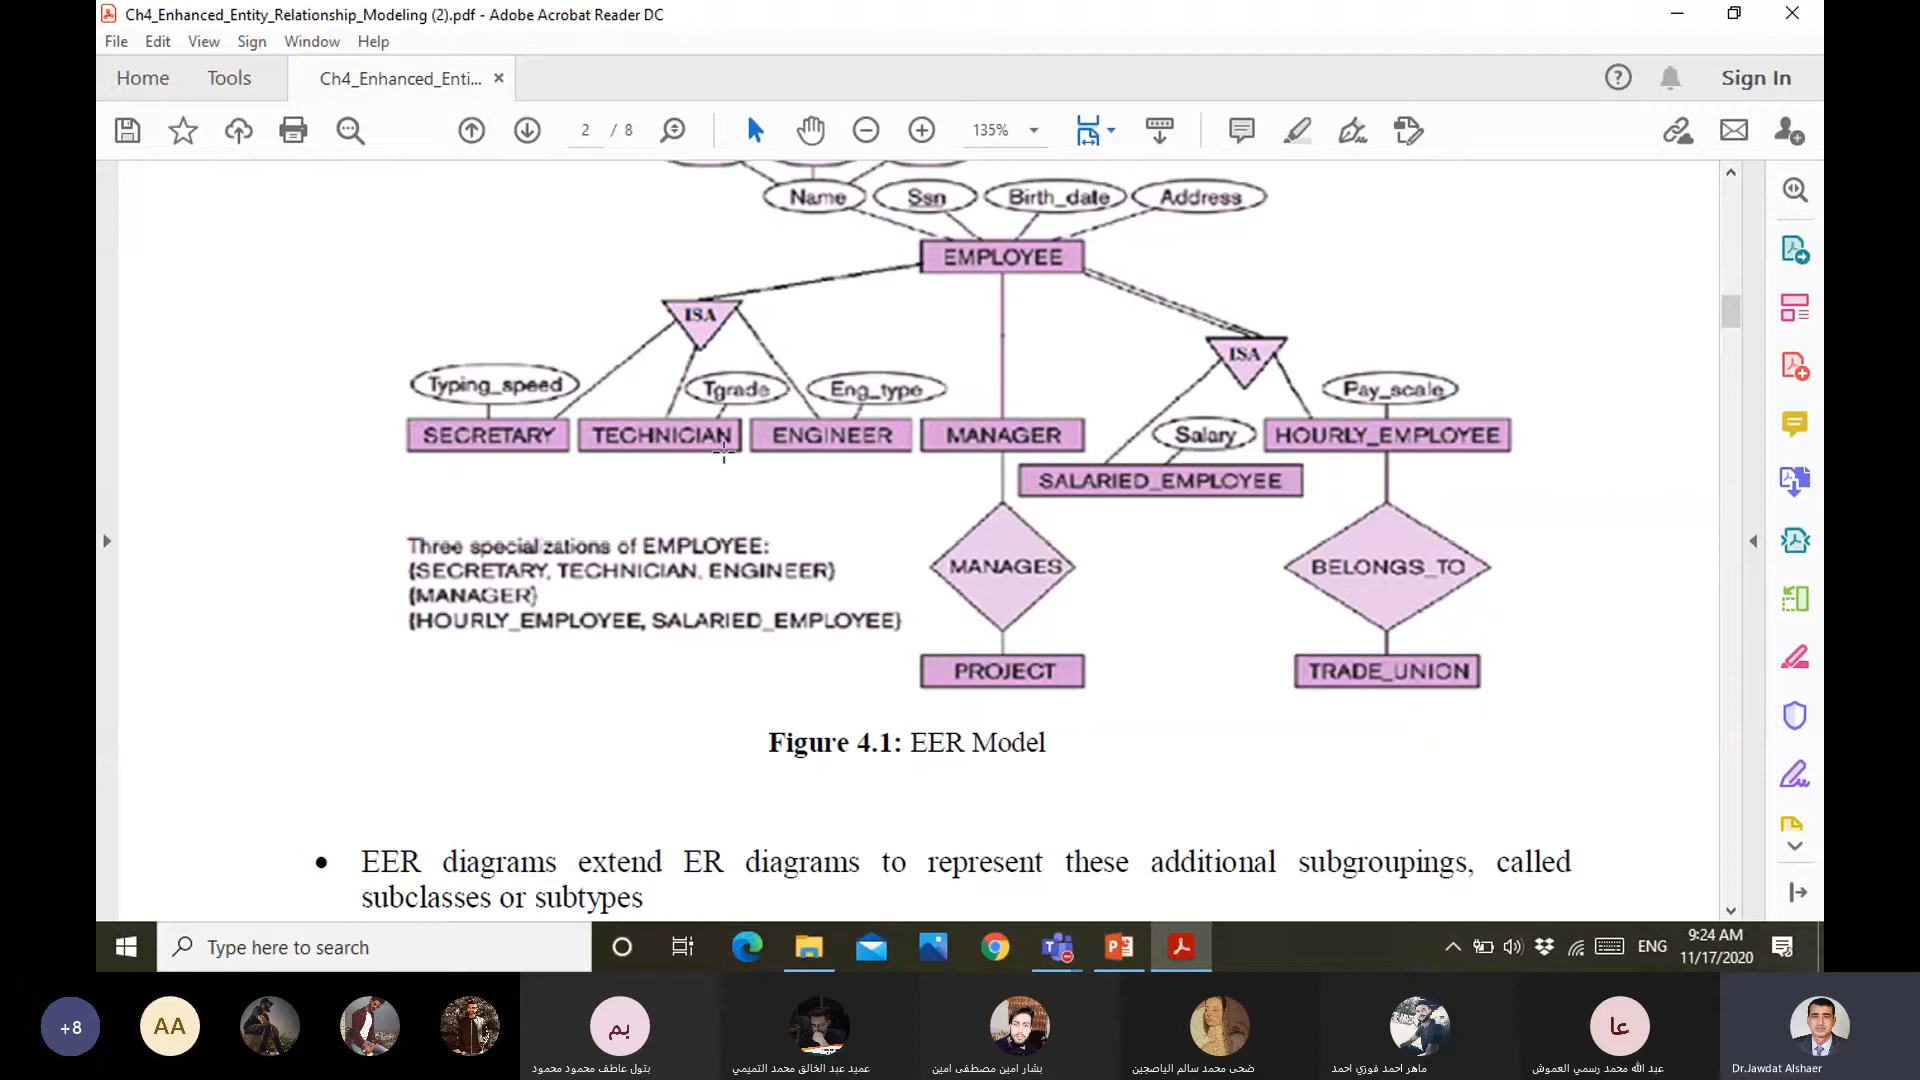 Ch4_Enhanced_Entity_Relationship_Modeling (2).pdf - Adobe Acrobat Reader DC
File Edit View Sign Window Help
Home Tools Ch4_Enhanced_Enti... × Sign In
2 / 8 135%
Name Ssn Birth_date Address
EMPLOYEE
ISA
ISA
Typing_speed Tgrade Eng_type Pay_scale
SECRETARY TECHNICIAN ENGINEER MANAGER Salary HOURLY_EMPLOYEE
SALARIED_EMPLOYEE
Three specializations of EMPLOYEE:
{SECRETARY, TECHNICIAN, ENGINEER}
{MANAGER}
{HOURLY_EMPLOYEE, SALARIED_EMPLOYEE}
MANAGES BELONGS_TO
PROJECT TRADE_UNION
Figure 4.1: EER Model
• EER diagrams extend ER diagrams to represent these additional subgroupings, called
subclasses or subtypes
Type here to search
ENG
9:24 AM
11/17/2020
+8 AA بم عا
بتول عاطف محمود محمود
عميد عبد الخالق محمد التميمي
بشار امين مصطفى امين
ضحى محمد سالم الياصجين
ماهر احمد فوزي احمد
عبد الله محمد رسمي العموش
Dr.Jawdat Alshaer